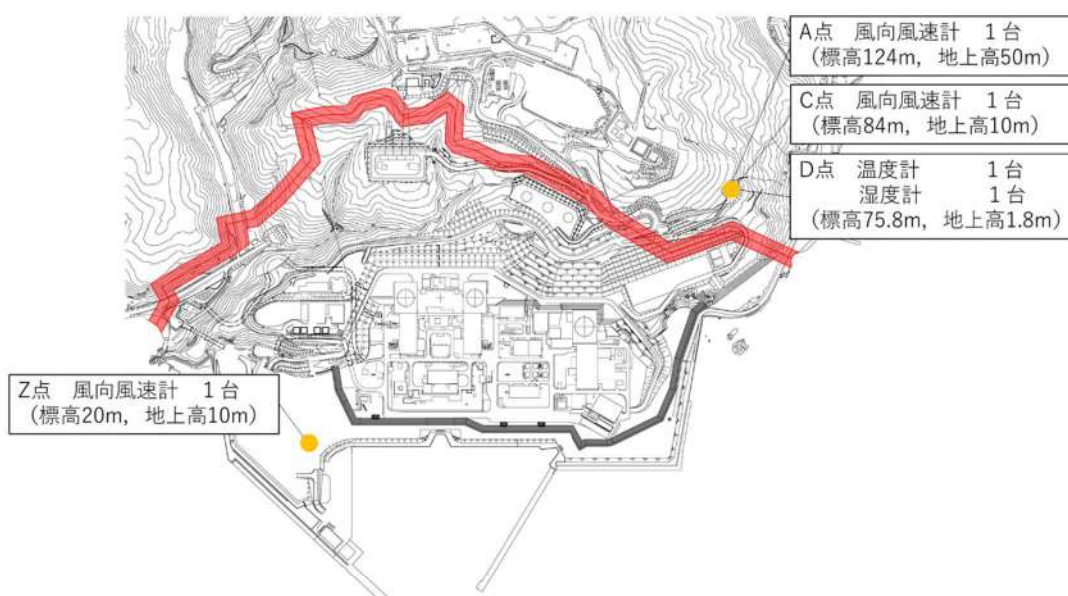 A点 風向風速計 1台
(標高124m, 地上高50m)
C点 風向風速計 1台
(標高84m, 地上高10m)
D点 温度計 1台
湿度計 1台
(標高75.8m, 地上高1.8m)
Z点 風向風速計 1台
(標高20m, 地上高10m)